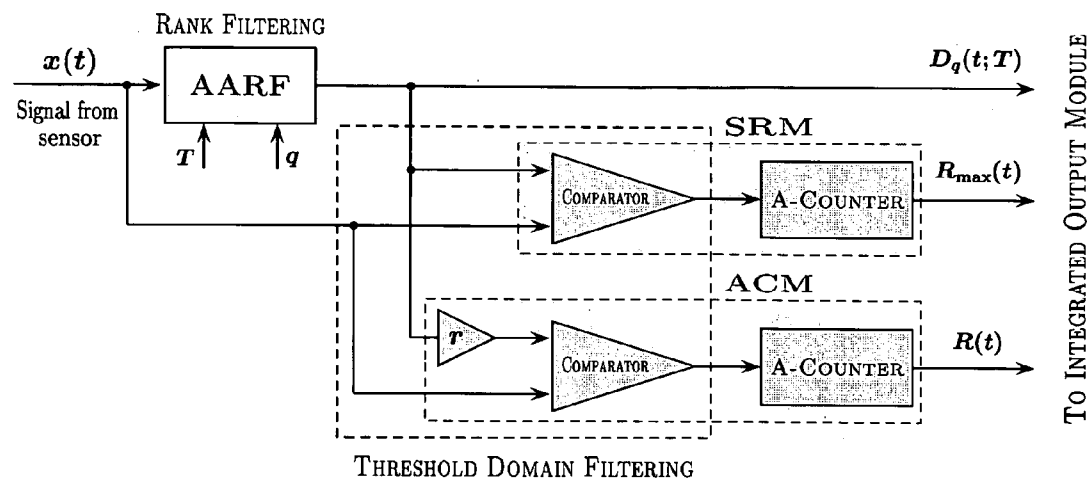 RANK FILTERING
x(t)
AARF
D_q(t;T)
Signal from
sensor
T
q
SRM
COMPARATOR
A-COUNTER
R_max(t)
ACM
r
COMPARATOR
A-COUNTER
R(t)
THRESHOLD DOMAIN FILTERING
TO INTEGRATED OUTPUT MODULE